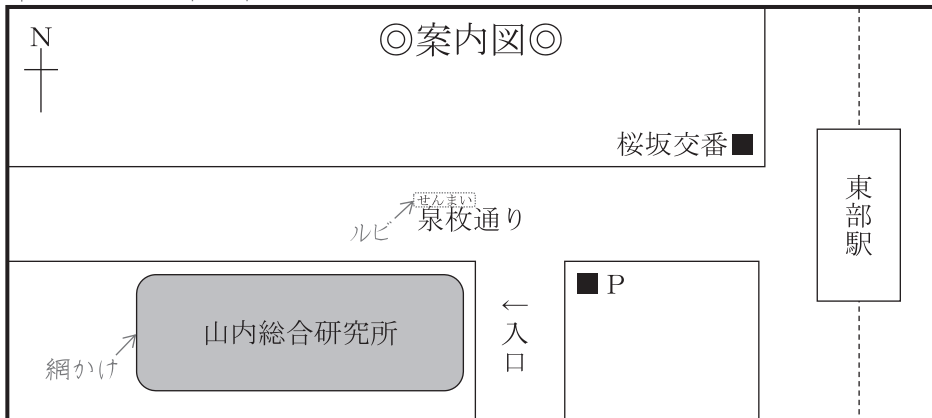 N
◎案内図◎
桜坂交番■
せんまい
泉枚通り
ルビ
東部駅
■ P
←入口
山内総合研究所
網かけ